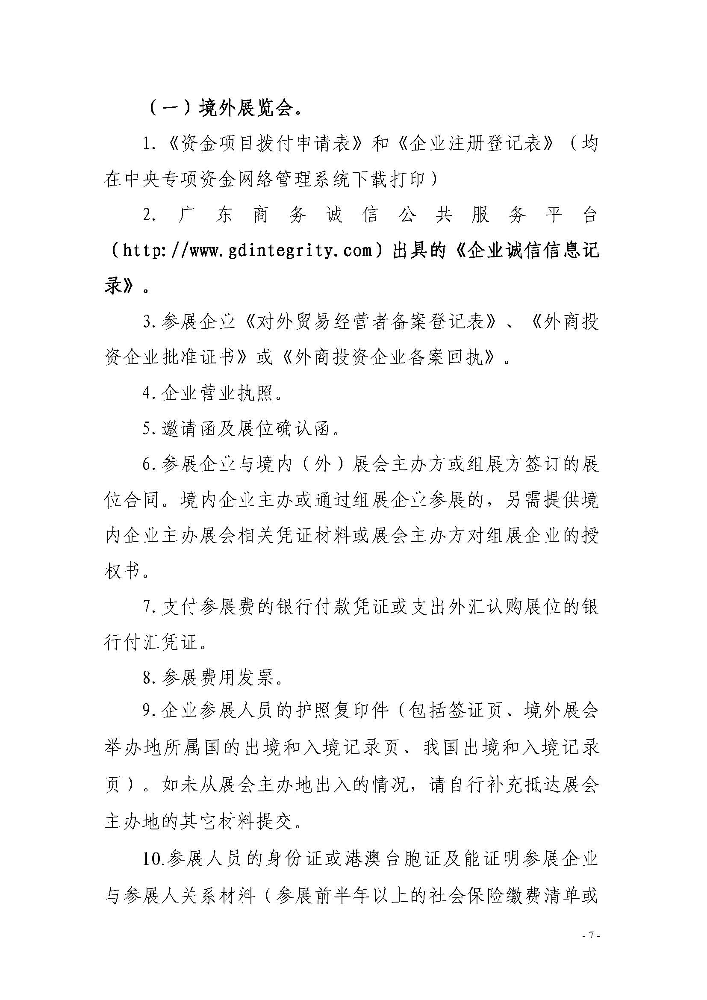 （一）境外展览会。
1.《资金项目拨付申请表》和《企业注册登记表》（均
在中央专项资金网络管理系统下载打印）
2. 广东商务诚信公共服务平台
（http://www.gdintegrity.com）出具的《企业诚信信息记
录》。
3.参展企业《对外贸易经营者备案登记表》、《外商投
资企业批准证书》或《外商投资企业备案回执》。
4.企业营业执照。
5.邀请函及展位确认函。
6.参展企业与境内（外）展会主办方或组展方签订的展
位合同。境内企业主办或通过组展企业参展的，另需提供境
内企业主办展会相关凭证材料或展会主办方对组展企业的授
权书。
7.支付参展费的银行付款凭证或支出外汇认购展位的银
行付汇凭证。
8.参展费用发票。
9.企业参展人员的护照复印件（包括签证页、境外展会
举办地所属国的出境和入境记录页、我国出境和入境记录
页）。如未从展会主办地出入的情况，请自行补充抵达展会
主办地的其它材料提交。
10.参展人员的身份证或港澳台胞证及能证明参展企业
与参展人关系材料（参展前半年以上的社会保险缴费清单或
- 7 -